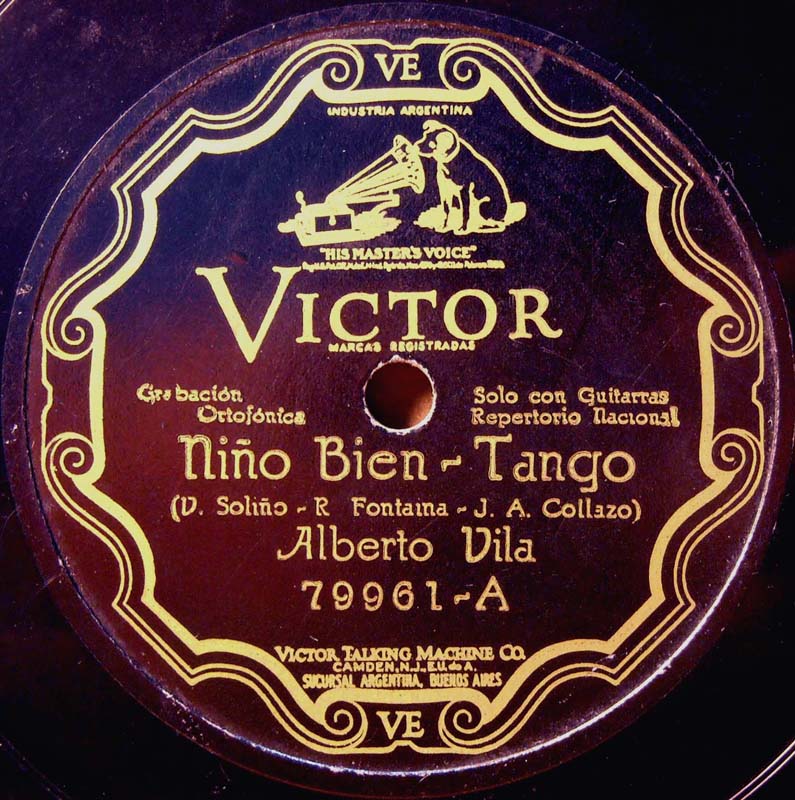 VE
INDUSTRIA ARGENTINA
"HIS MASTER'S VOICE"
VICTOR
MARCAS REGISTRADAS
Grabación
Ortofónica
Solo con Guitarras
Repertorio Nacional
Niño Bien - Tango
(V. Soliño - R Fontaina - J. A. Collazo)
Alberto Vila
79961-A
VICTOR TALKING MACHINE CO.
CAMDEN, N.J., E.U. de A.
SUCURSAL ARGENTINA, BUENOS AIRES
VE